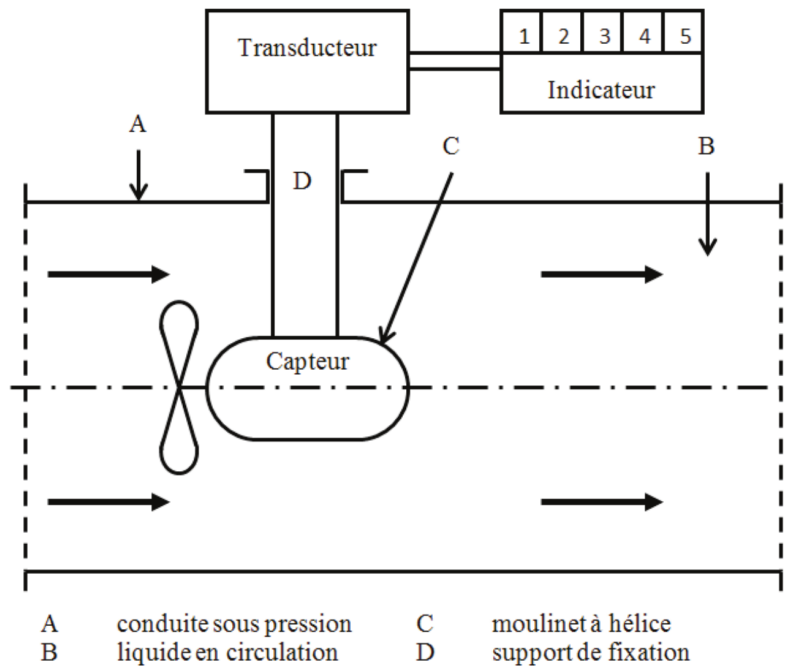 Transducteur
1 2 3 4 5
Indicateur
A
C
B
D
Capteur
A conduite sous pression C moulinet à hélice
B liquide en circulation D support de fixation